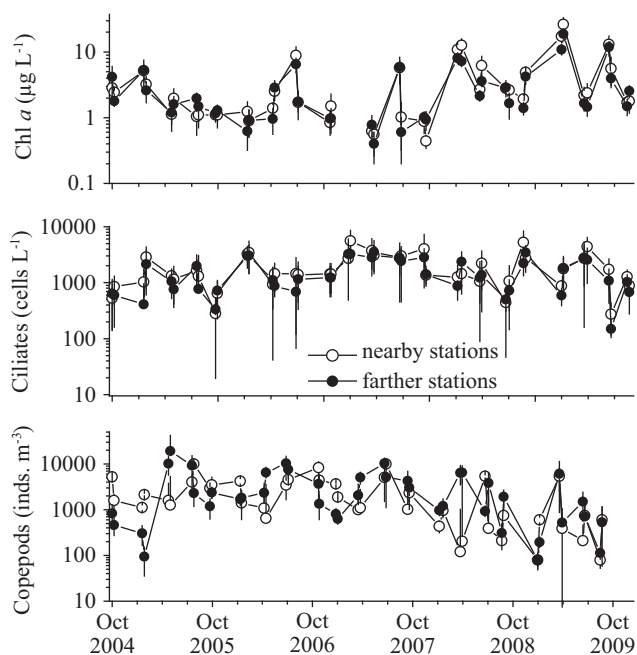 Chl a (μg L-1)
10
1
0.1
Ciliates (cells L-1)
10000
1000
100
10
nearby stations
farther stations
Copepods (inds. m-3)
10000
1000
100
10
Oct 2004
Oct 2005
Oct 2006
Oct 2007
Oct 2008
Oct 2009